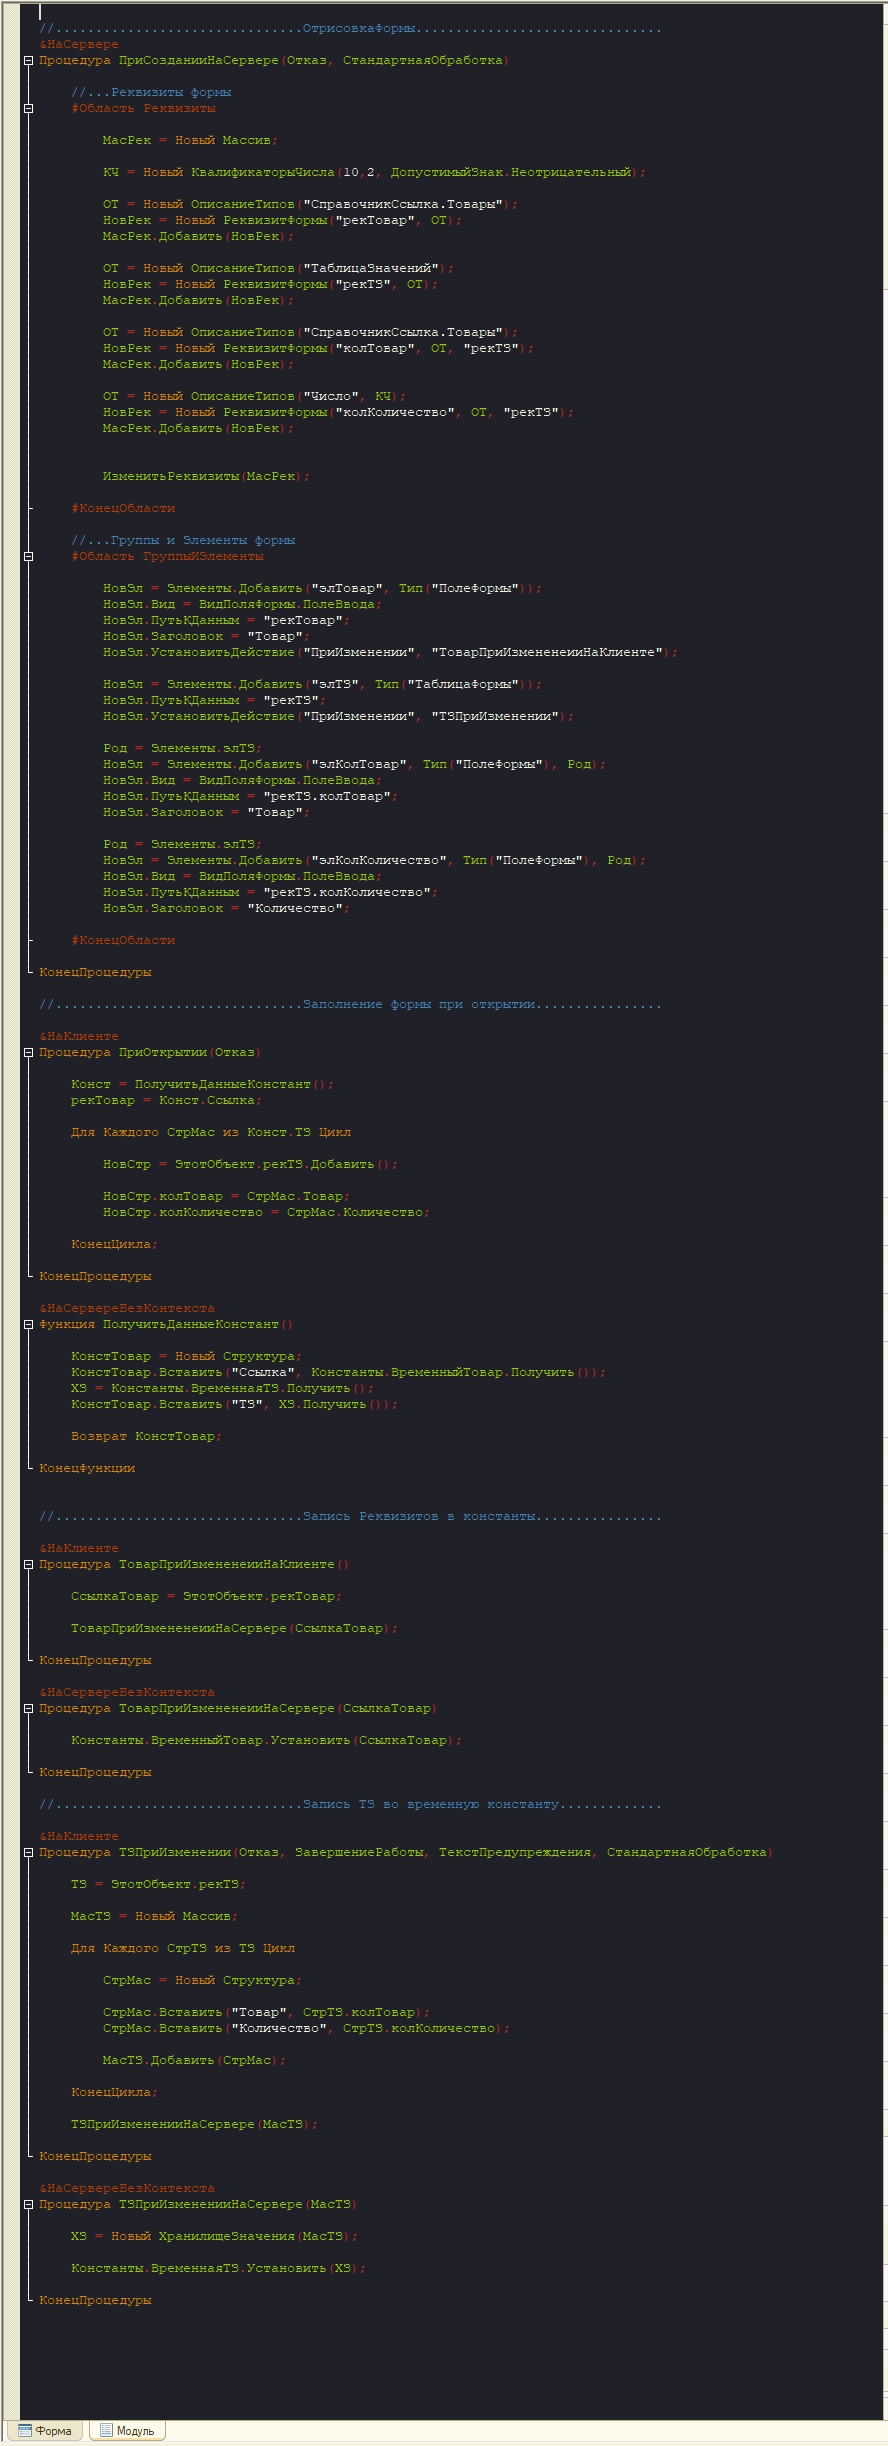 //...............................ОтрисовкаФормы...............................
&НаСервере
Процедура ПриСозданииНаСервере(Отказ, СтандартнаяОбработка)
//...Реквизиты формы
#Область Реквизиты
МасРек = Новый Массив;
КЧ = Новый КвалификаторыЧисла(10,2, ДопустимыйЗнак.Неотрицательный);
ОТ = Новый ОписаниеТипов("СправочникСсылка.Товары");
НовРек = Новый РеквизитФормы("рекТовар", ОТ);
МасРек.Добавить(НовРек);
ОТ = Новый ОписаниеТипов("ТаблицаЗначений");
НовРек = Новый РеквизитФормы("рекТЗ", ОТ);
МасРек.Добавить(НовРек);
ОТ = Новый ОписаниеТипов("СправочникСсылка.Товары");
НовРек = Новый РеквизитФормы("колТовар", ОТ, "рекТЗ");
МасРек.Добавить(НовРек);
ОТ = Новый ОписаниеТипов("Число", КЧ);
НовРек = Новый РеквизитФормы("колКоличество", ОТ, "рекТЗ");
МасРек.Добавить(НовРек);
ИзменитьРеквизиты(МасРек);
#КонецОбласти
//...Группы и Элементы формы
#Область ГруппыИЭлементы
НовЭл = Элементы.Добавить("элТовар", Тип("ПолеФормы"));
НовЭл.Вид = ВидПоляФормы.ПолеВвода;
НовЭл.ПутьКДанным = "рекТовар";
НовЭл.Заголовок = "Товар";
НовЭл.УстановитьДействие("ПриИзменении", "ТоварПриИзмененеииНаКлиенте");
НовЭл = Элементы.Добавить("элТЗ", Тип("ТаблицаФормы"));
НовЭл.ПутьКДанным = "рекТЗ";
НовЭл.УстановитьДействие("ПриИзменении", "ТЗПриИзменении");
Род = Элементы.элТЗ;
НовЭл = Элементы.Добавить("элКолТовар", Тип("ПолеФормы"), Род);
НовЭл.Вид = ВидПоляФормы.ПолеВвода;
НовЭл.ПутьКДанным = "рекТЗ.колТовар";
НовЭл.Заголовок = "Товар";
Род = Элементы.элТЗ;
НовЭл = Элементы.Добавить("элКолКоличество", Тип("ПолеФормы"), Род);
НовЭл.Вид = ВидПоляФормы.ПолеВвода;
НовЭл.ПутьКДанным = "рекТЗ.колКоличество";
НовЭл.Заголовок = "Количество";
#КонецОбласти
КонецПроцедуры
//...............................Заполнение формы при открытии................
&НаКлиенте
Процедура ПриОткрытии(Отказ)
Конст = ПолучитьДанныеКонстант();
рекТовар = Конст.Ссылка;
Для Каждого СтрМас из Конст.ТЗ Цикл
НовСтр = ЭтотОбъект.рекТЗ.Добавить();
НовСтр.колТовар = СтрМас.Товар;
НовСтр.колКоличество = СтрМас.Количество;
КонецЦикла;
КонецПроцедуры
&НаСервереБезКонтекста
Функция ПолучитьДанныеКонстант()
КонстТовар = Новый Структура;
КонстТовар.Вставить("Ссылка", Константы.ВременныйТовар.Получить());
ХЗ = Константы.ВременнаяТЗ.Получить();
КонстТовар.Вставить("ТЗ", ХЗ.Получить());
Возврат КонстТовар;
КонецФункции
//...............................Запись Реквизитов в константы................
&НаКлиенте
Процедура ТоварПриИзмененеииНаКлиенте()
СсылкаТовар = ЭтотОбъект.рекТовар;
ТоварПриИзмененеииНаСервере(СсылкаТовар);
КонецПроцедуры
&НаСервереБезКонтекста
Процедура ТоварПриИзмененеииНаСервере(СсылкаТовар)
Константы.ВременныйТовар.Установить(СсылкаТовар);
КонецПроцедуры
//...............................Запись ТЗ во временную константу.............
&НаКлиенте
Процедура ТЗПриИзменении(Отказ, ЗавершениеРаботы, ТекстПредупреждения, СтандартнаяОбработка)
ТЗ = ЭтотОбъект.рекТЗ;
МасТЗ = Новый Массив;
Для Каждого СтрТЗ из ТЗ Цикл
СтрМас = Новый Структура;
СтрМас.Вставить("Товар", СтрТЗ.колТовар);
СтрМас.Вставить("Количество", СтрТЗ.колКоличество);
МасТЗ.Добавить(СтрМас);
КонецЦикла;
ТЗПриИзмененииНаСервере(МасТЗ);
КонецПроцедуры
&НаСервереБезКонтекста
Процедура ТЗПриИзмененииНаСервере(МасТЗ)
ХЗ = Новый ХранилищеЗначения(МасТЗ);
Константы.ВременнаяТЗ.Установить(ХЗ);
КонецПроцедуры
Форма Модуль